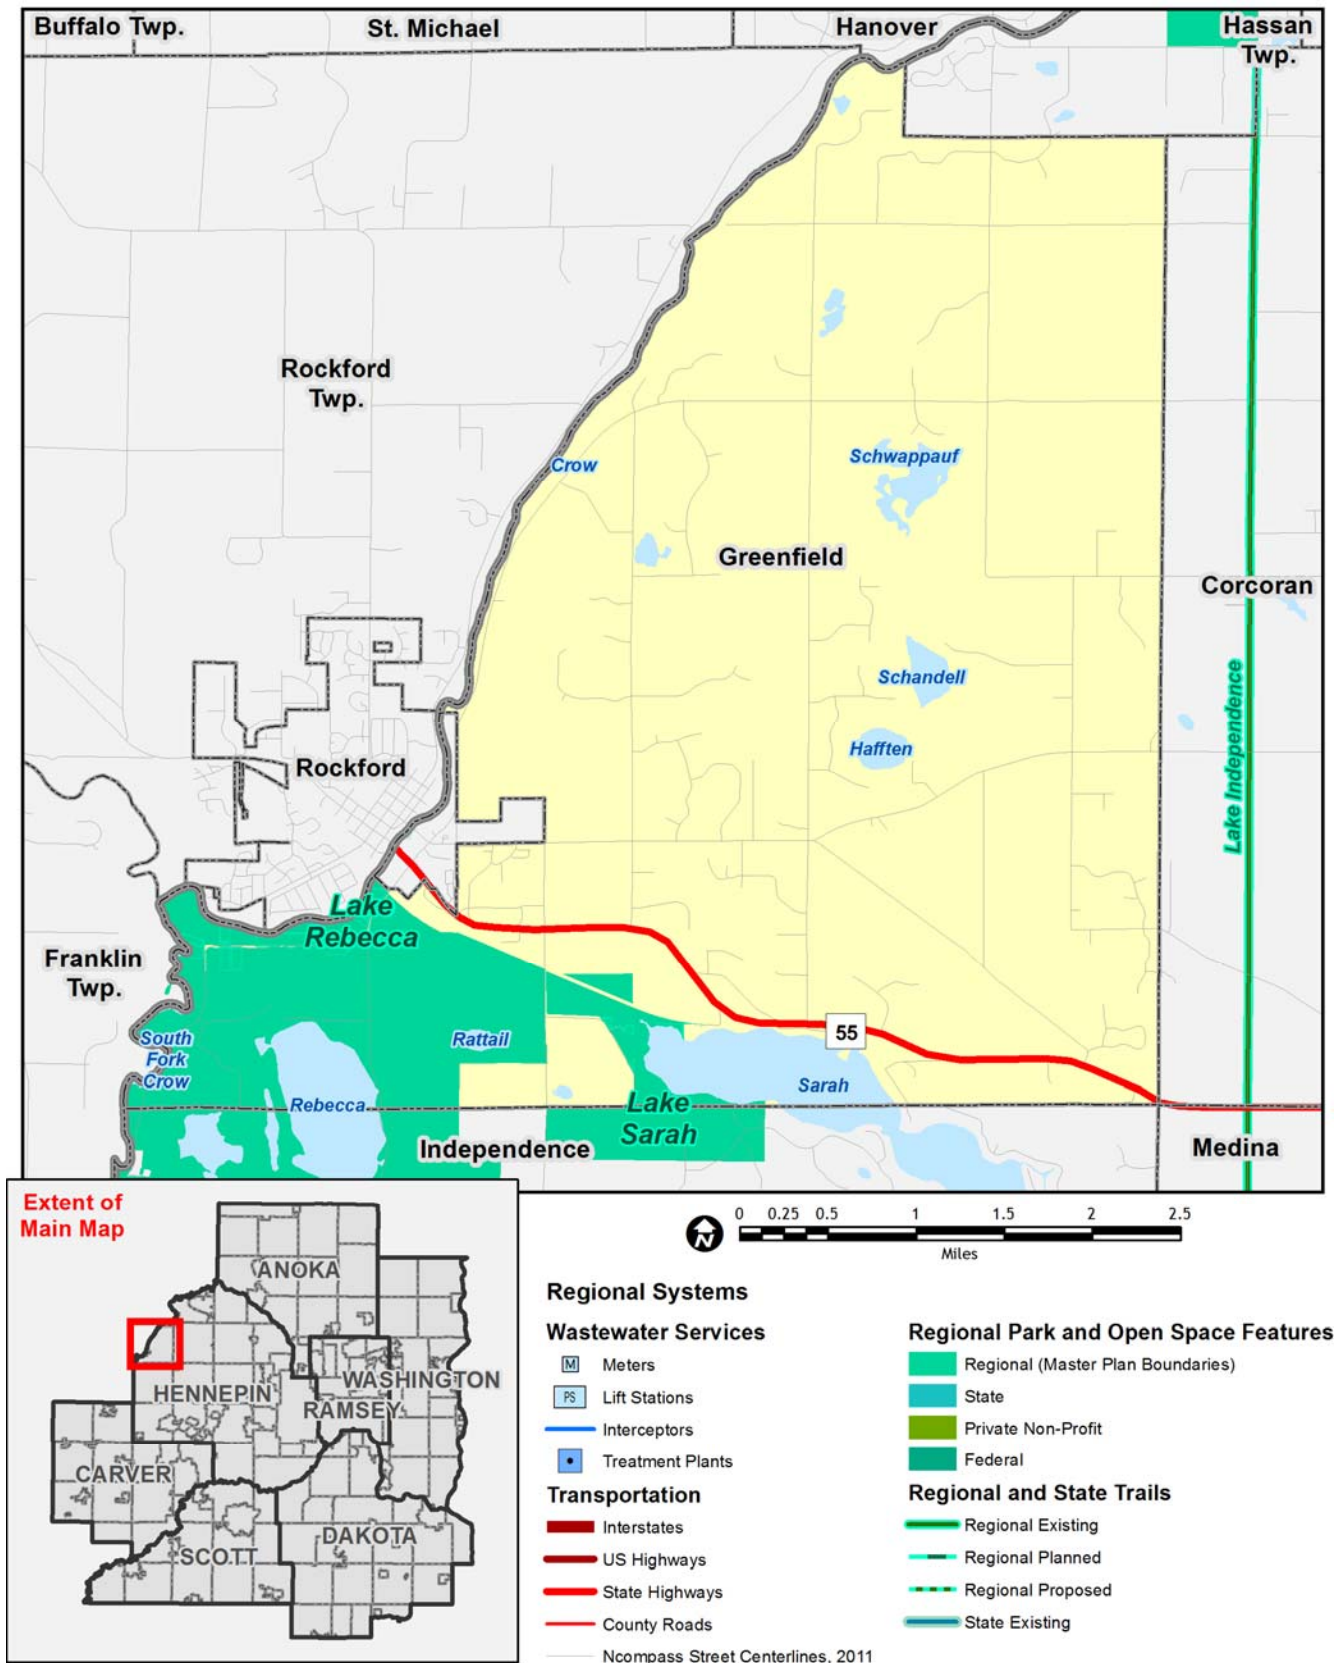 Buffalo Twp.
St. Michael
Hanover
Hassan
Twp.
Rockford
Twp.
Crow
Schwappauf
Greenfield
Corcoran
Schandell
Lake Independence
Hafften
Rockford
Lake
Rebecca
Franklin
Twp.
South
Fork
Crow
Rattail
55
Rebecca
Sarah
Lake
Sarah
Independence
Medina
Extent of
Main Map
ANOKA
HENNEPIN
WASHINGTON
RAMSEY
CARVER
DAKOTA
SCOTT
N
0 0.25 0.5 1 1.5 2 2.5
Miles
Regional Systems
Wastewater Services
M Meters
PS Lift Stations
Interceptors
Treatment Plants
Transportation
Interstates
US Highways
State Highways
County Roads
Ncompass Street Centerlines, 2011
Regional Park and Open Space Features
Regional (Master Plan Boundaries)
State
Private Non-Profit
Federal
Regional and State Trails
Regional Existing
Regional Planned
Regional Proposed
State Existing